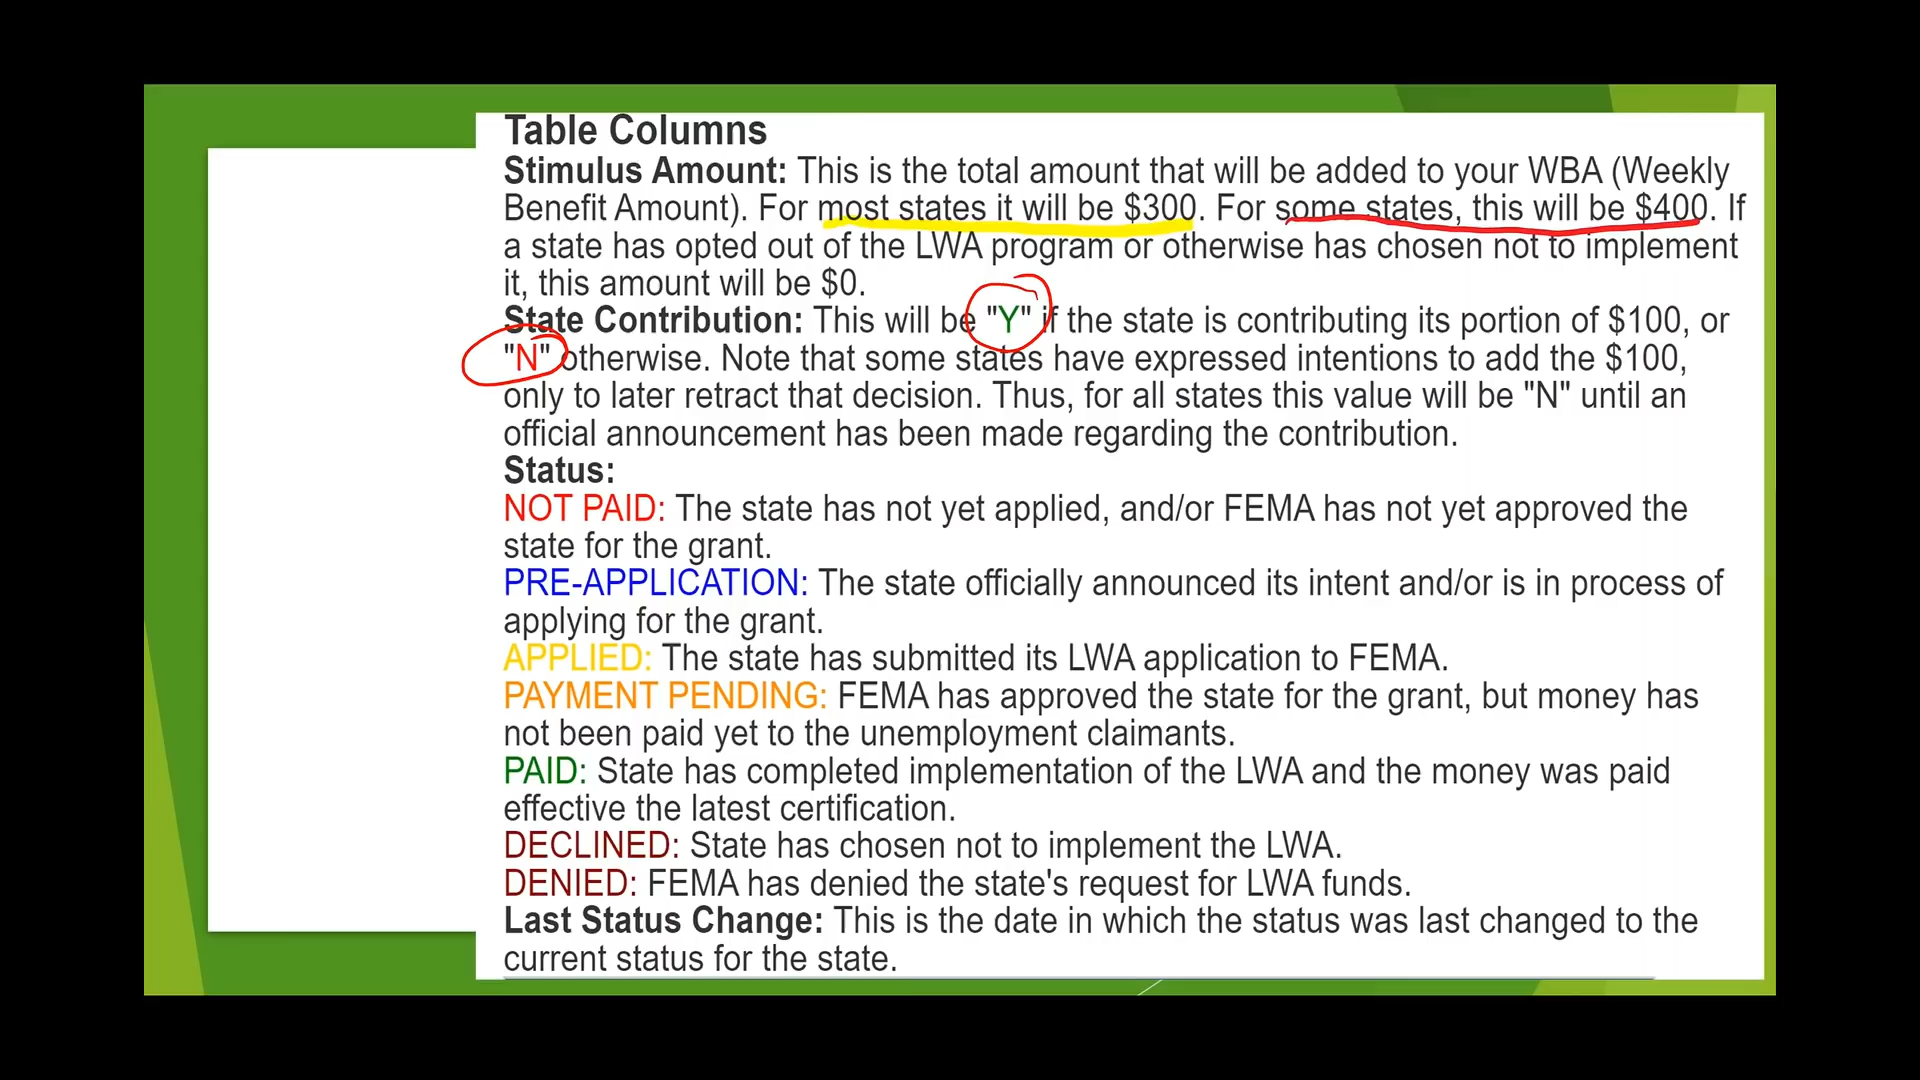 Table Columns
Stimulus Amount: This is the total amount that will be added to your WBA (Weekly
Benefit Amount). For most states it will be $300. For some states, this will be $400. If
a state has opted out of the LWA program or otherwise has chosen not to implement
it, this amount will be $0.
State Contribution: This will be "Y" if the state is contributing its portion of $100, or
"N" otherwise. Note that some states have expressed intentions to add the $100,
only to later retract that decision. Thus, for all states this value will be "N" until an
official announcement has been made regarding the contribution.
Status:
NOT PAID: The state has not yet applied, and/or FEMA has not yet approved the
state for the grant.
PRE-APPLICATION: The state officially announced its intent and/or is in process of
applying for the grant.
APPLIED: The state has submitted its LWA application to FEMA.
PAYMENT PENDING: FEMA has approved the state for the grant, but money has
not been paid yet to the unemployment claimants.
PAID: State has completed implementation of the LWA and the money was paid
effective the latest certification.
DECLINED: State has chosen not to implement the LWA.
DENIED: FEMA has denied the state's request for LWA funds.
Last Status Change: This is the date in which the status was last changed to the
current status for the state.